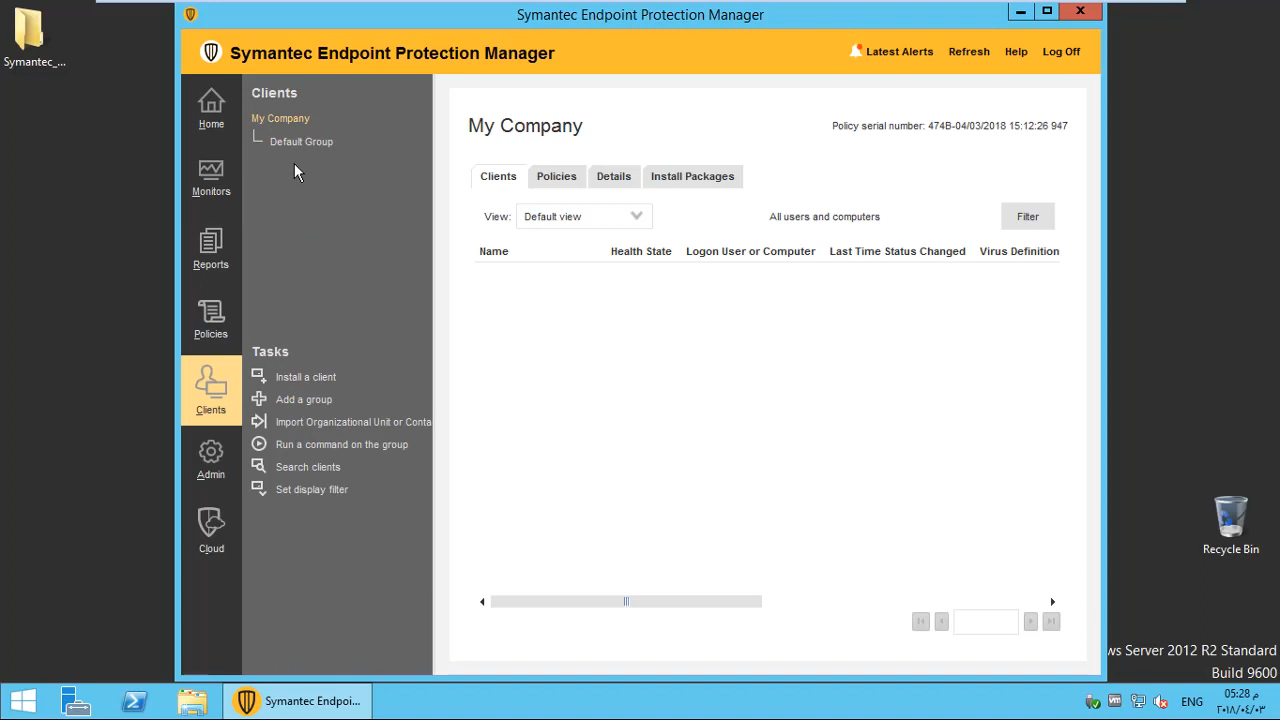 Symantec_...
Symantec Endpoint Protection Manager
Symantec Endpoint Protection Manager
Latest Alerts
Refresh
Help
Log Off
Home
Monitors
Reports
Policies
Clients
Admin
Cloud
Clients
My Company
Default Group
Tasks
Install a client
Add a group
Import Organizational Unit or Conta
Run a command on the group
Search clients
Set display filter
My Company
Policy serial number: 474B-04/03/2018 15:12:26 947
Clients
Policies
Details
Install Packages
View:
Default view
All users and computers
Filter
Name
Health State
Logon User or Computer
Last Time Status Changed
Virus Definition
Recycle Bin
ws Server 2012 R2 Standard
Build 9600
Symantec Endpoi...
ENG
05:28 م
٢٠١٨/٠٤/٠٣